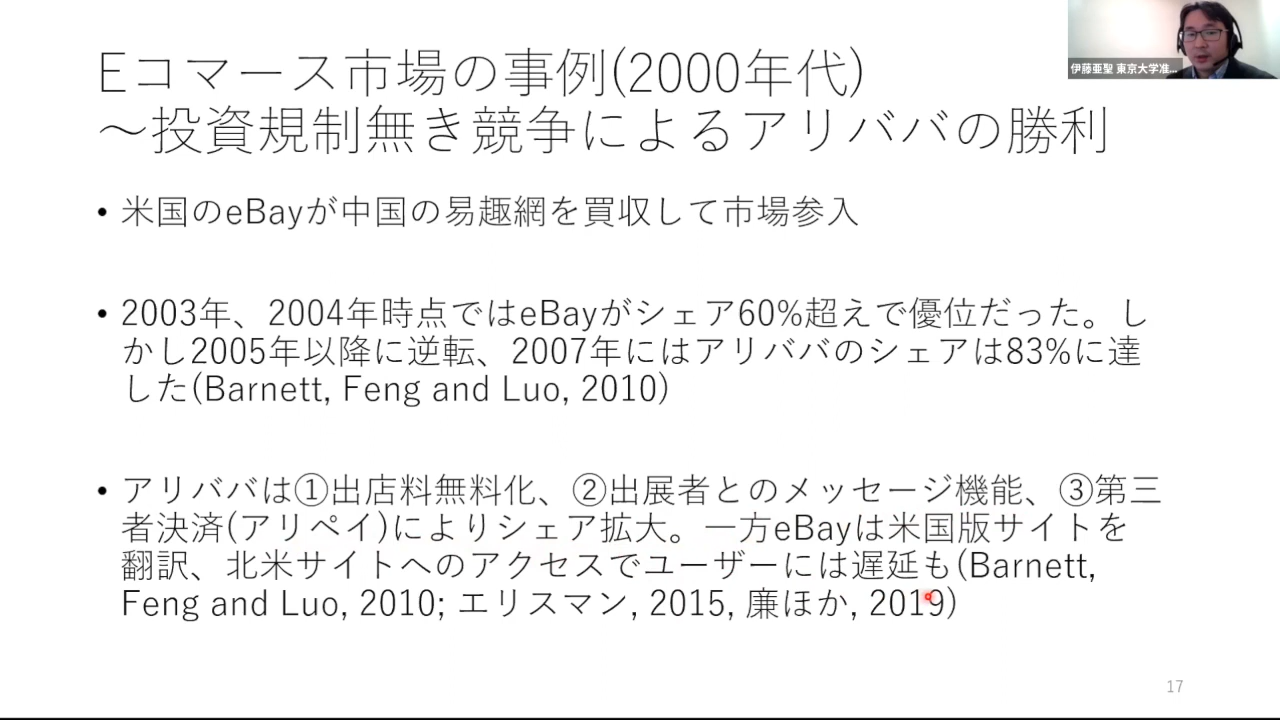 Eコマース市場の事例(2000年代)
～投資規制無き競争によるアリババの勝利
伊藤亜聖 東京大学准...
• 米国のeBayが中国の易趣網を買収して市場参入
• 2003年、2004年時点ではeBayがシェア60%超えで優位だった。し
かし2005年以降に逆転、2007年にはアリババのシェアは83%に達
した(Barnett, Feng and Luo, 2010)
• アリババは①出店料無料化、②出展者とのメッセージ機能、③第三
者決済(アリペイ)によりシェア拡大。一方eBayは米国版サイトを
翻訳、北米サイトへのアクセスでユーザーには遅延も(Barnett,
Feng and Luo, 2010; エリスマン, 2015, 廉ほか, 2019)
17